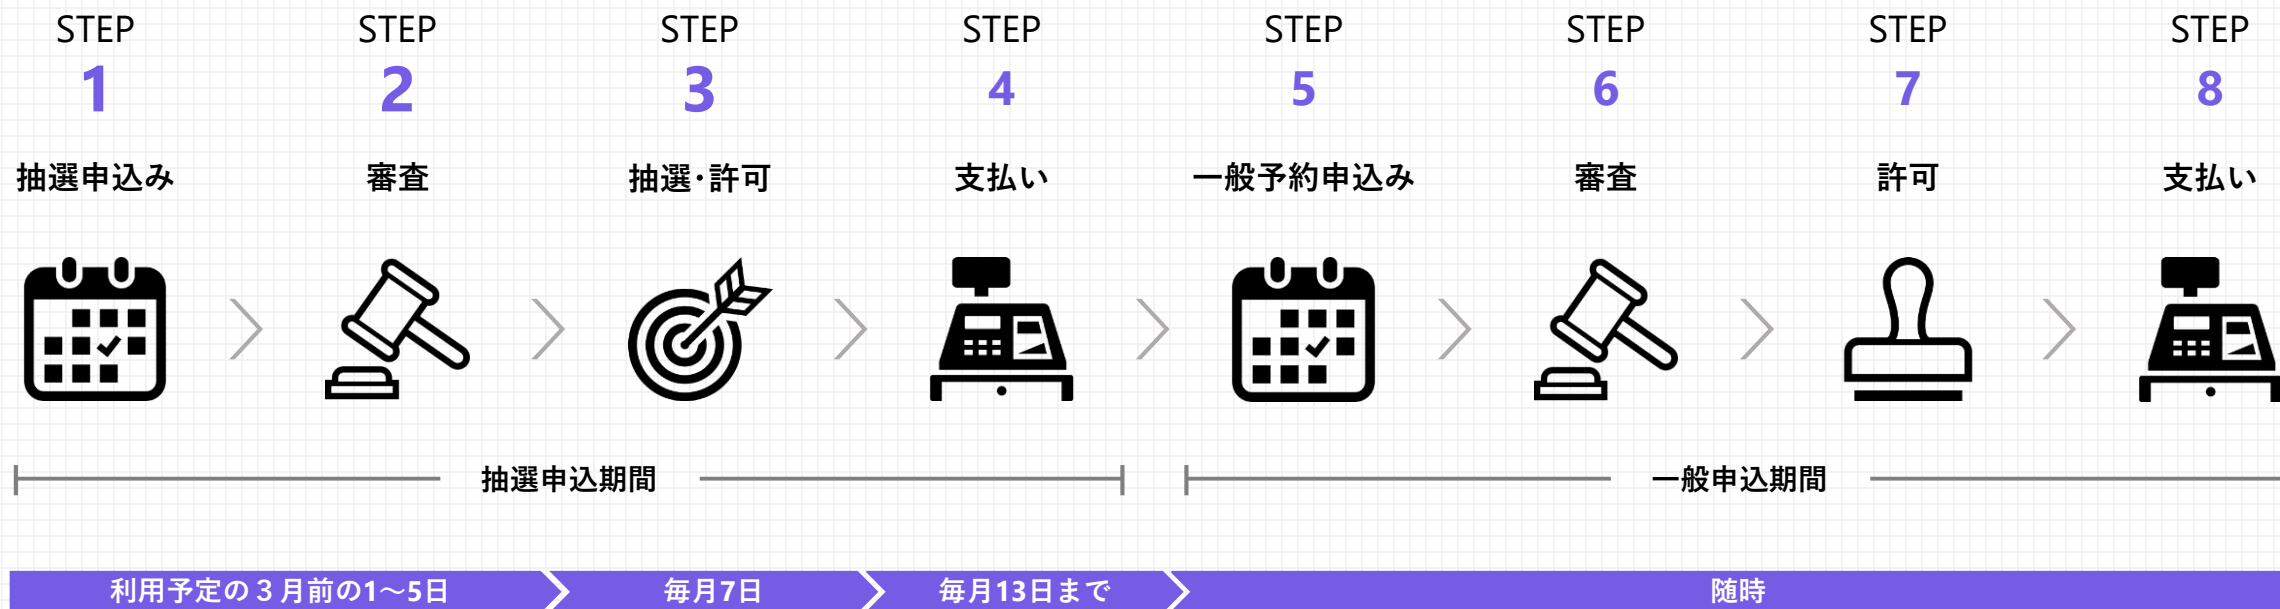 STEP
1
抽選申込み
STEP
2
審査
STEP
3
抽選・許可
STEP
4
支払い
STEP
5
一般予約申込み
STEP
6
審査
STEP
7
許可
STEP
8
支払い
抽選申込期間
一般申込期間
利用予定の３月前の1～5日
毎月7日
毎月13日まで
随時